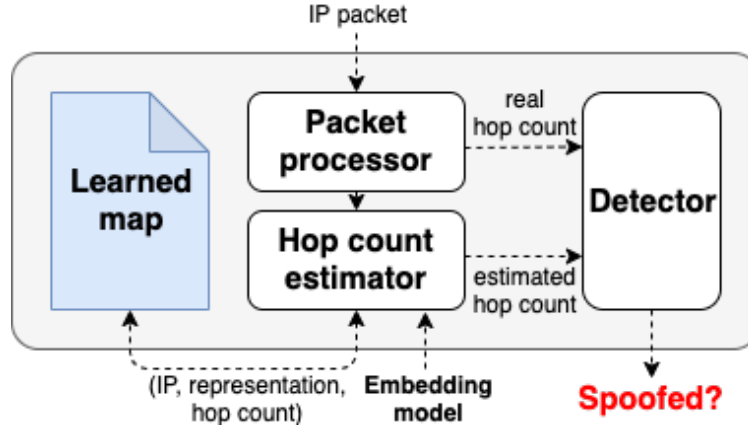 IP packet
Learned
map
Packet
processor
real
hop count
Detector
Hop count
estimator
estimated
hop count
(IP, representation,
hop count)
Embedding
model
Spoofed?